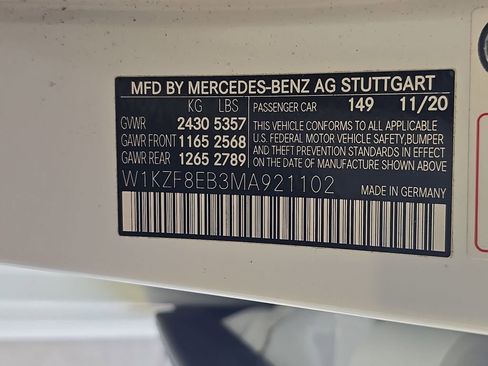 MFD BY MERCEDES-BENZ AG STUTTGART
KG LBS
PASSENGER CAR 149 11/20
GVWR 2430 5357
GAWR FRONT 1165 2568
GAWR REAR 1265 2789
THIS VEHICLE CONFORMS TO ALL APPLICABLE
U.S. FEDERAL MOTOR VEHICLE SAFETY, BUMPER
AND THEFT PREVENTION STANDARDS IN EFFECT
ON THE DATE OF MANUFACTURE SHOWN ABOVE
W1KZF8EB3MA921102
MADE IN GERMANY